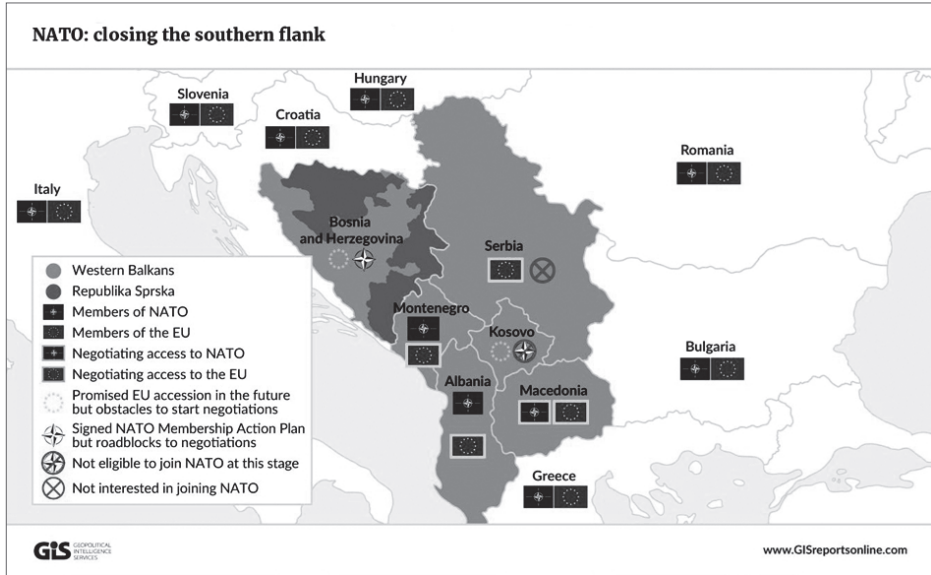 NATO: closing the southern flank
Hungary
Slovenia
Croatia
Romania
Italy
Bosnia
and Herzegovina
Serbia
Western Balkans
Republika Sprska
Members of NATO
Members of the EU
Negotiating access to NATO
Negotiating access to the EU
Promised EU accession in the future
but obstacles to start negotiations
Signed NATO Membership Action Plan
but roadblocks to negotiations
Not eligible to join NATO at this stage
Not interested in joining NATO
Montenegro
Kosovo
Bulgaria
Albania
Macedonia
Greece
GIS
GEOPOLITICAL
INTELLIGENCE
SERVICES
www.GISreportsonline.com